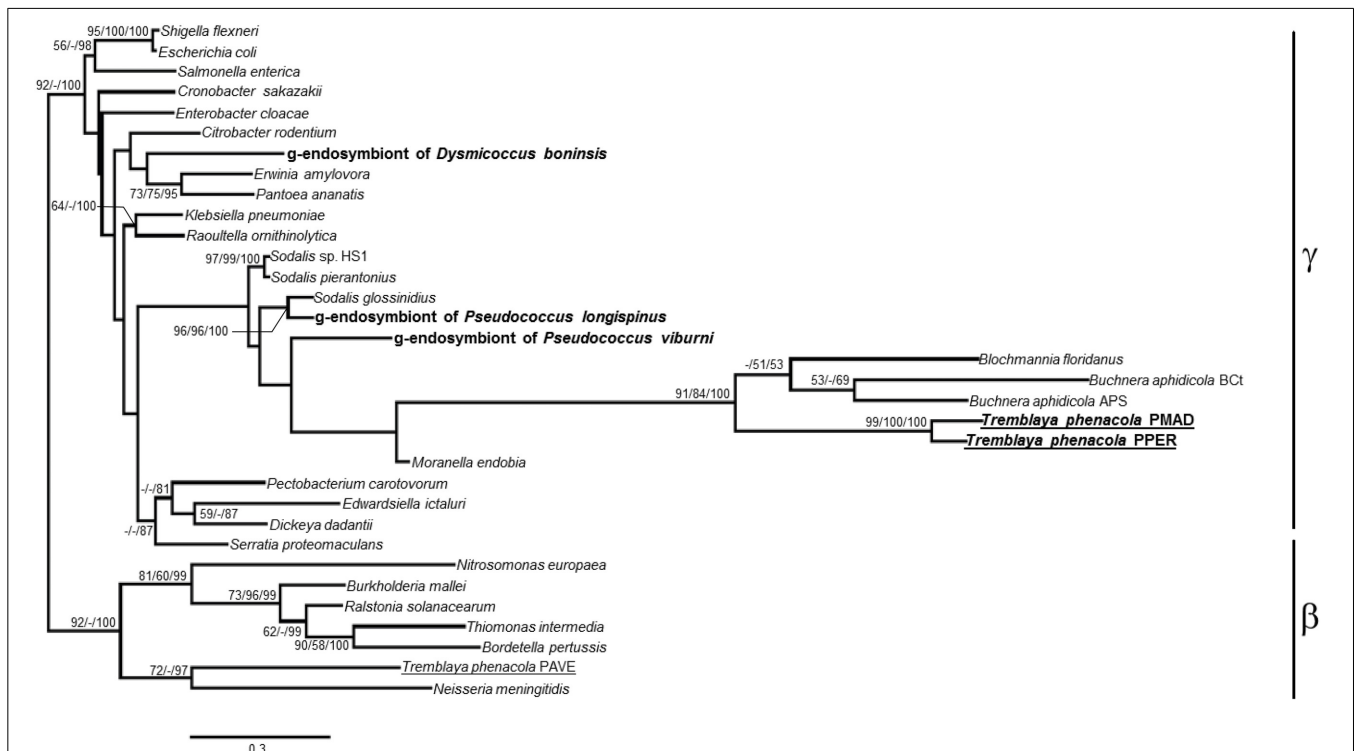 95/100/100
Shigella flexneri
56/-/98
Escherichia coli
Salmonella enterica
92/-/100
Cronobacter sakazakii
Enterobacter cloacae
Citrobacter rodentium
g-endosymbiont of Dysmicoccus boninsis
Erwinia amylovora
73/75/95
Pantoea ananatis
64/-/100
Klebsiella pneumoniae
Raoultella ornithinolytica
γ
97/99/100
Sodalis sp. HS1
Sodalis pierantonius
Sodalis glossinidius
g-endosymbiont of Pseudococcus longispinus
96/96/100
g-endosymbiont of Pseudococcus viburni
-/51/53
Blochmannia floridanus
53/-/69
Buchnera aphidicola BCt
91/84/100
Buchnera aphidicola APS
99/100/100
Tremblaya phenacola PMAD
Tremblaya phenacola PPER
Moranella endobia
-/-/81
Pectobacterium carotovorum
Edwardsiella ictaluri
59/-/87
Dickeya dadantii
-/-/87
Serratia proteomaculans
Nitrosomonas europaea
81/60/99
Burkholderia mallei
73/96/99
Ralstonia solanacearum
β
92/-/100
62/-/99
Thiomonas intermedia
90/58/100
Bordetella pertussis
72/-/97
Tremblaya phenacola PAVE
Neisseria meningitidis
0.3